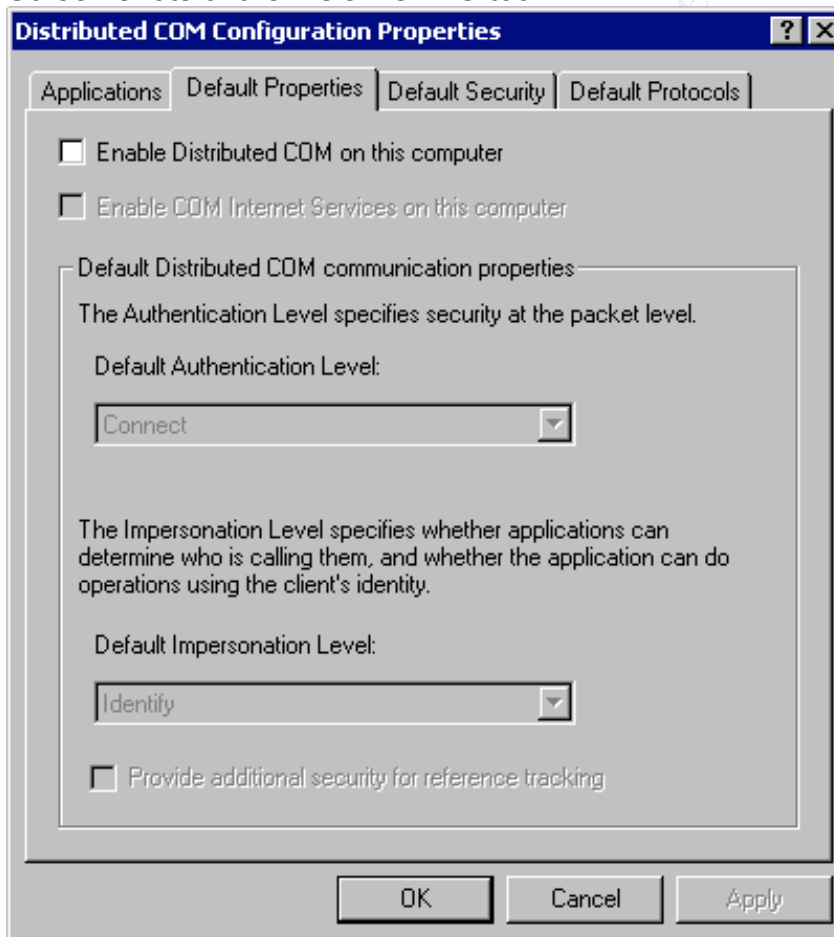 Distributed COM Configuration Properties
Applications
Default Properties
Default Security
Default Protocols
Enable Distributed COM on this computer
Enable COM Internet Services on this computer
Default Distributed COM communication properties
The Authentication Level specifies security at the packet level.
Default Authentication Level:
Connect
The Impersonation Level specifies whether applications can
determine who is calling them, and whether the application can do
operations using the client's identity.
Default Impersonation Level:
Identify
Provide additional security for reference tracking
OK
Cancel
Apply